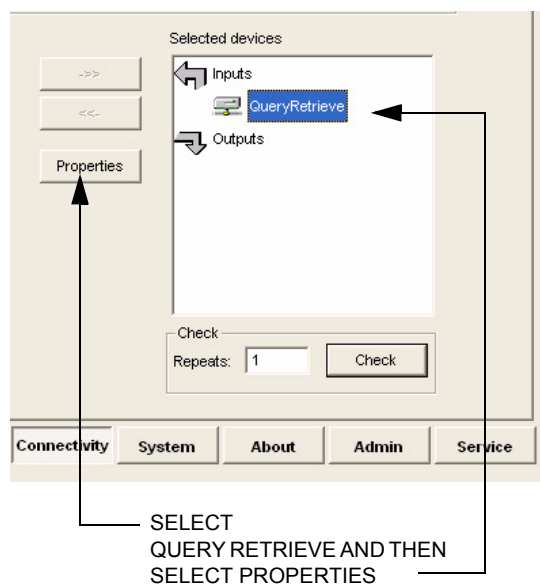 Selected devices
->>
Inputs
QueryRetrieve
<<-
Outputs
Properties
Check
Repeats: 1 Check
Connectivity System About Admin Service
SELECT
QUERY RETRIEVE AND THEN
SELECT PROPERTIES